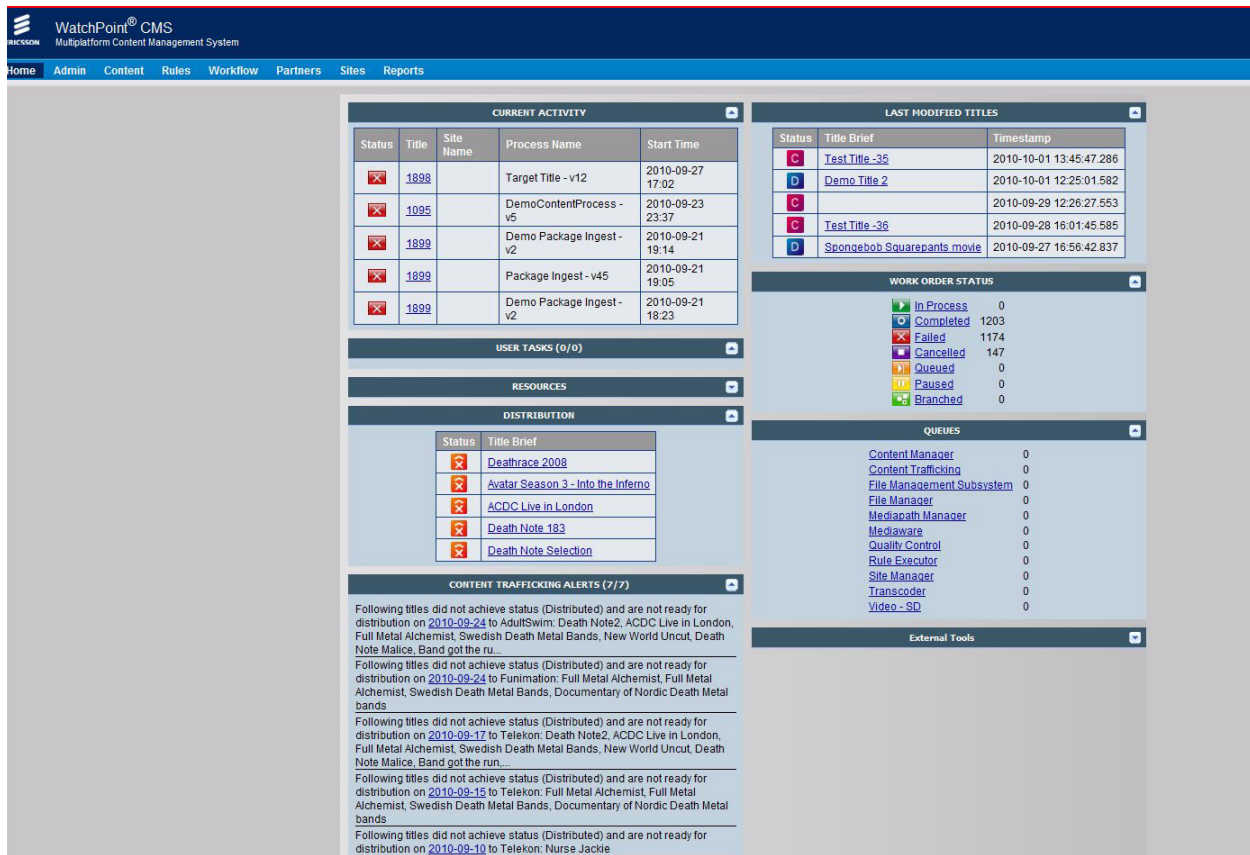 WatchPoint® CMS
ERICSSON
Multiplatform Content Management System
Home Admin Content Rules Workflow Partners Sites Reports
CURRENT ACTIVITY
Status Title Site Name Process Name Start Time
1898 Target Title - v12 2010-09-27 17:02
1095 DemoContentProcess - v5 2010-09-23 23:37
1899 Demo Package Ingest - v2 2010-09-21 19:14
1899 Package Ingest - v45 2010-09-21 19:05
1899 Demo Package Ingest - v2 2010-09-21 18:23
USER TASKS (0/0)
RESOURCES
DISTRIBUTION
Status Title Brief
Deathrace 2008
Avatar Season 3 - Into the Inferno
ACDC Live in London
Death Note 183
Death Note Selection
CONTENT TRAFFICKING ALERTS (7/7)
Following titles did not achieve status (Distributed) and are not ready for
distribution on 2010-09-24 to AdultSwim: Death Note2, ACDC Live in London,
Full Metal Alchemist, Swedish Death Metal Bands, New World Uncut, Death
Note Malice, Band got the ru...
Following titles did not achieve status (Distributed) and are not ready for
distribution on 2010-09-24 to Funimation: Full Metal Alchemist, Full Metal
Alchemist, Swedish Death Metal Bands, Documentary of Nordic Death Metal
bands
Following titles did not achieve status (Distributed) and are not ready for
distribution on 2010-09-17 to Telekon: Death Note2, ACDC Live in London,
Full Metal Alchemist, Swedish Death Metal Bands, New World Uncut, Death
Note Malice, Band got the run,...
Following titles did not achieve status (Distributed) and are not ready for
distribution on 2010-09-15 to Telekon: Full Metal Alchemist, Full Metal
Alchemist, Swedish Death Metal Bands, Documentary of Nordic Death Metal
bands
Following titles did not achieve status (Distributed) and are not ready for
distribution on 2010-09-10 to Telekon: Nurse Jackie
LAST MODIFIED TITLES
Status Title Brief Timestamp
C Test Title -35 2010-10-01 13:45:47.286
D Demo Title 2 2010-10-01 12:25:01.582
C 2010-09-29 12:26:27.553
C Test Title -36 2010-09-28 16:01:45.585
D Spongebob Squarepants movie 2010-09-27 16:56:42.837
WORK ORDER STATUS
In Process 0
Completed 1203
Failed 1174
Cancelled 147
Queued 0
Paused 0
Branched 0
QUEUES
Content Manager 0
Content Trafficking 0
File Management Subsystem 0
File Manager 0
Mediapath Manager 0
Mediaware 0
Quality Control 0
Rule Executor 0
Site Manager 0
Transcoder 0
Video - SD 0
External Tools